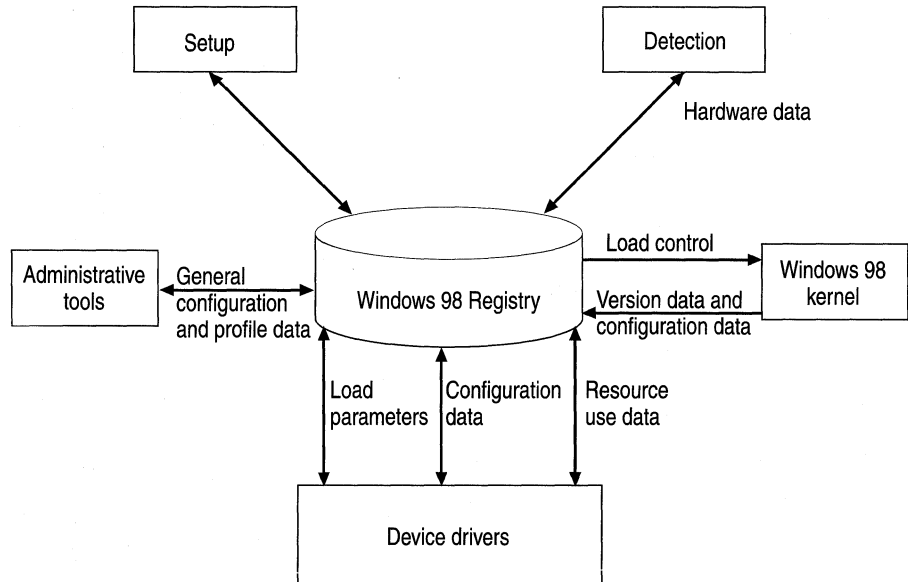 Setup
Detection
Hardware data
Load control
Administrative
tools
General
configuration
and profile data
Windows 98 Registry
Windows 98
kernel
Version data and
configuration data
Load
parameters
Configuration
data
Resource
use data
Device drivers